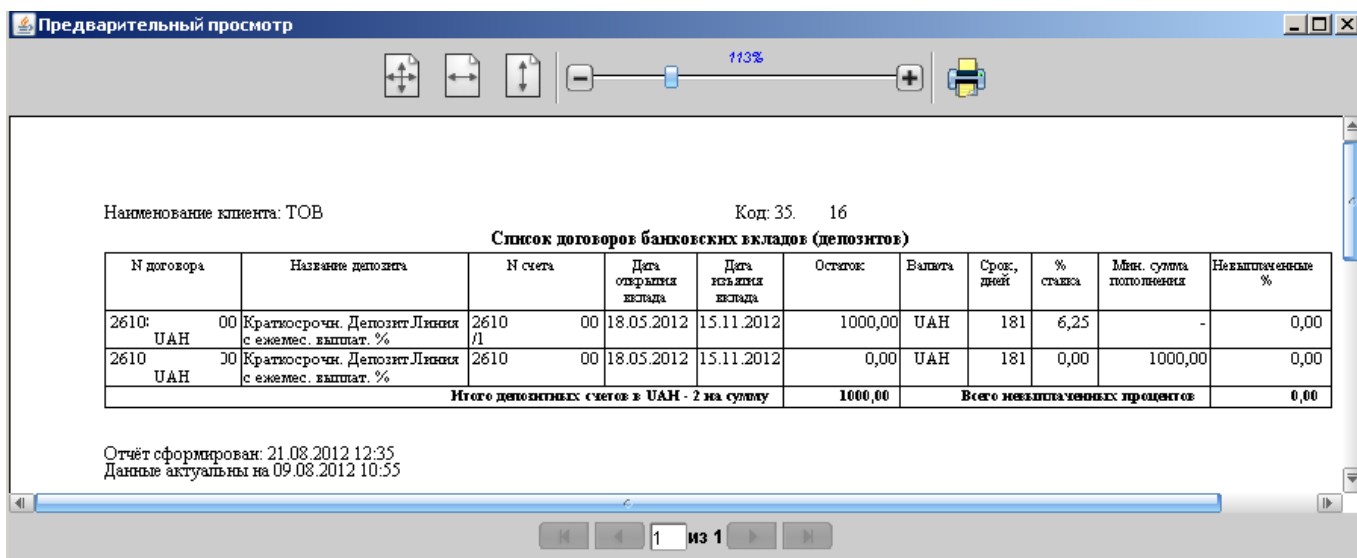 Предварительный просмотр
113%
Наименование клиента: ТОВ Код: 35. 16
Список договоров банковских вкладов (депозитов)
N договора Название депозита N счета Дата открытия вклада Дата изъятия вклада Остаток Валюта Срок, дней % ставка Мин. сумма пополнения Невыплаченные %
2610 00 Краткосрочн. Депозит Линия 2610 00 18.05.2012 15.11.2012 1000,00 UAH 181 6,25 - 0,00
UAH с ежемес. выплат. % /1
2610 00 Краткосрочн. Депозит Линия 2610 00 18.05.2012 15.11.2012 0,00 UAH 181 0,00 1000,00 0,00
UAH с ежемес. выплат. %
Итого депозитных счетов в UAH - 2 на сумму 1000,00 Всего невыплаченных процентов 0,00
Отчёт сформирован: 21.08.2012 12:35
Данные актуальны на 09.08.2012 10:55
1 из 1